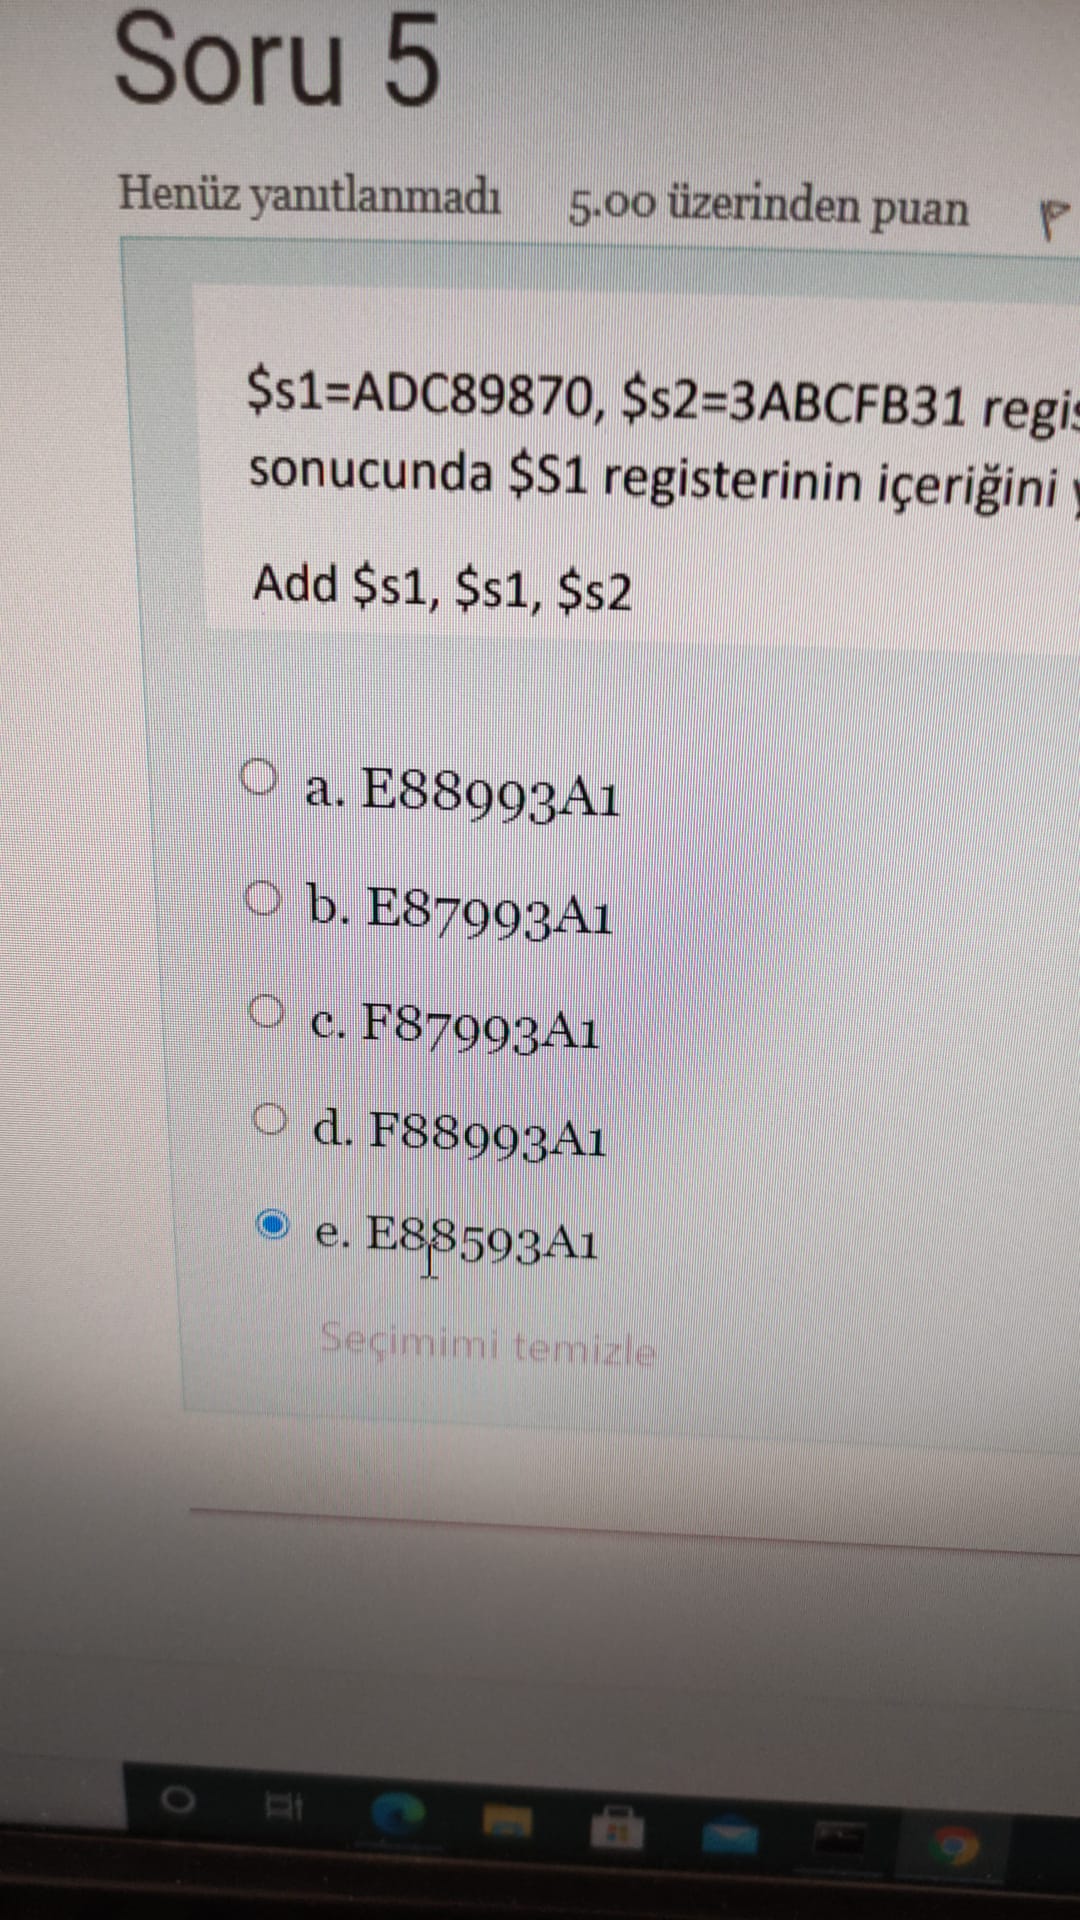 Soru 5
Henüz yanıtlanmadı 5.00 üzerinden puan
$s1=ADC89870, $s2=3ABCFB31 regis
sonucunda $S1 registerinin içeriğini
Add $s1, $s1, $s2
a. E88993A1
b. E87993A1
c. F87993A1
d. F88993A1
e. E88593A1
Seçimimi temizle